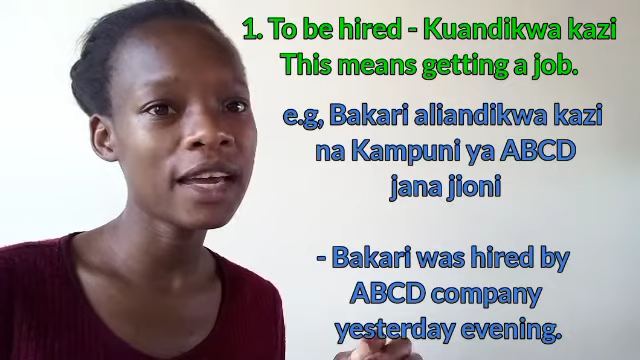 1. To be hired - Kuandikwa kazi
This means getting a job.
e.g, Bakari aliandikwa kazi
na Kampuni ya ABCD
jana jioni
- Bakari was hired by
ABCD company
yesterday evening.